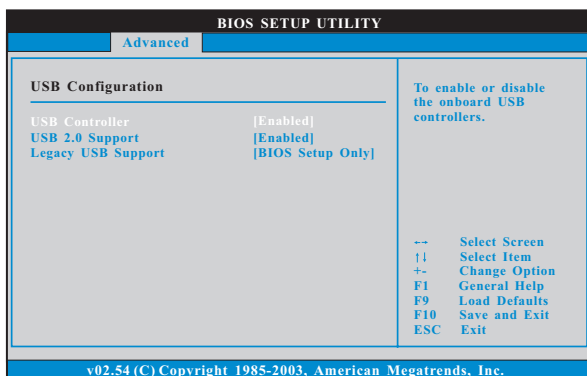 BIOS SETUP UTILITY
Advanced
USB Configuration
USB Controller [Enabled]
USB 2.0 Support [Enabled]
Legacy USB Support [BIOS Setup Only]
To enable or disable
the onboard USB
controllers.
←→ Select Screen
↑↓ Select Item
+- Change Option
F1 General Help
F9 Load Defaults
F10 Save and Exit
ESC Exit
v02.54 (C) Copyright 1985-2003, American Megatrends, Inc.